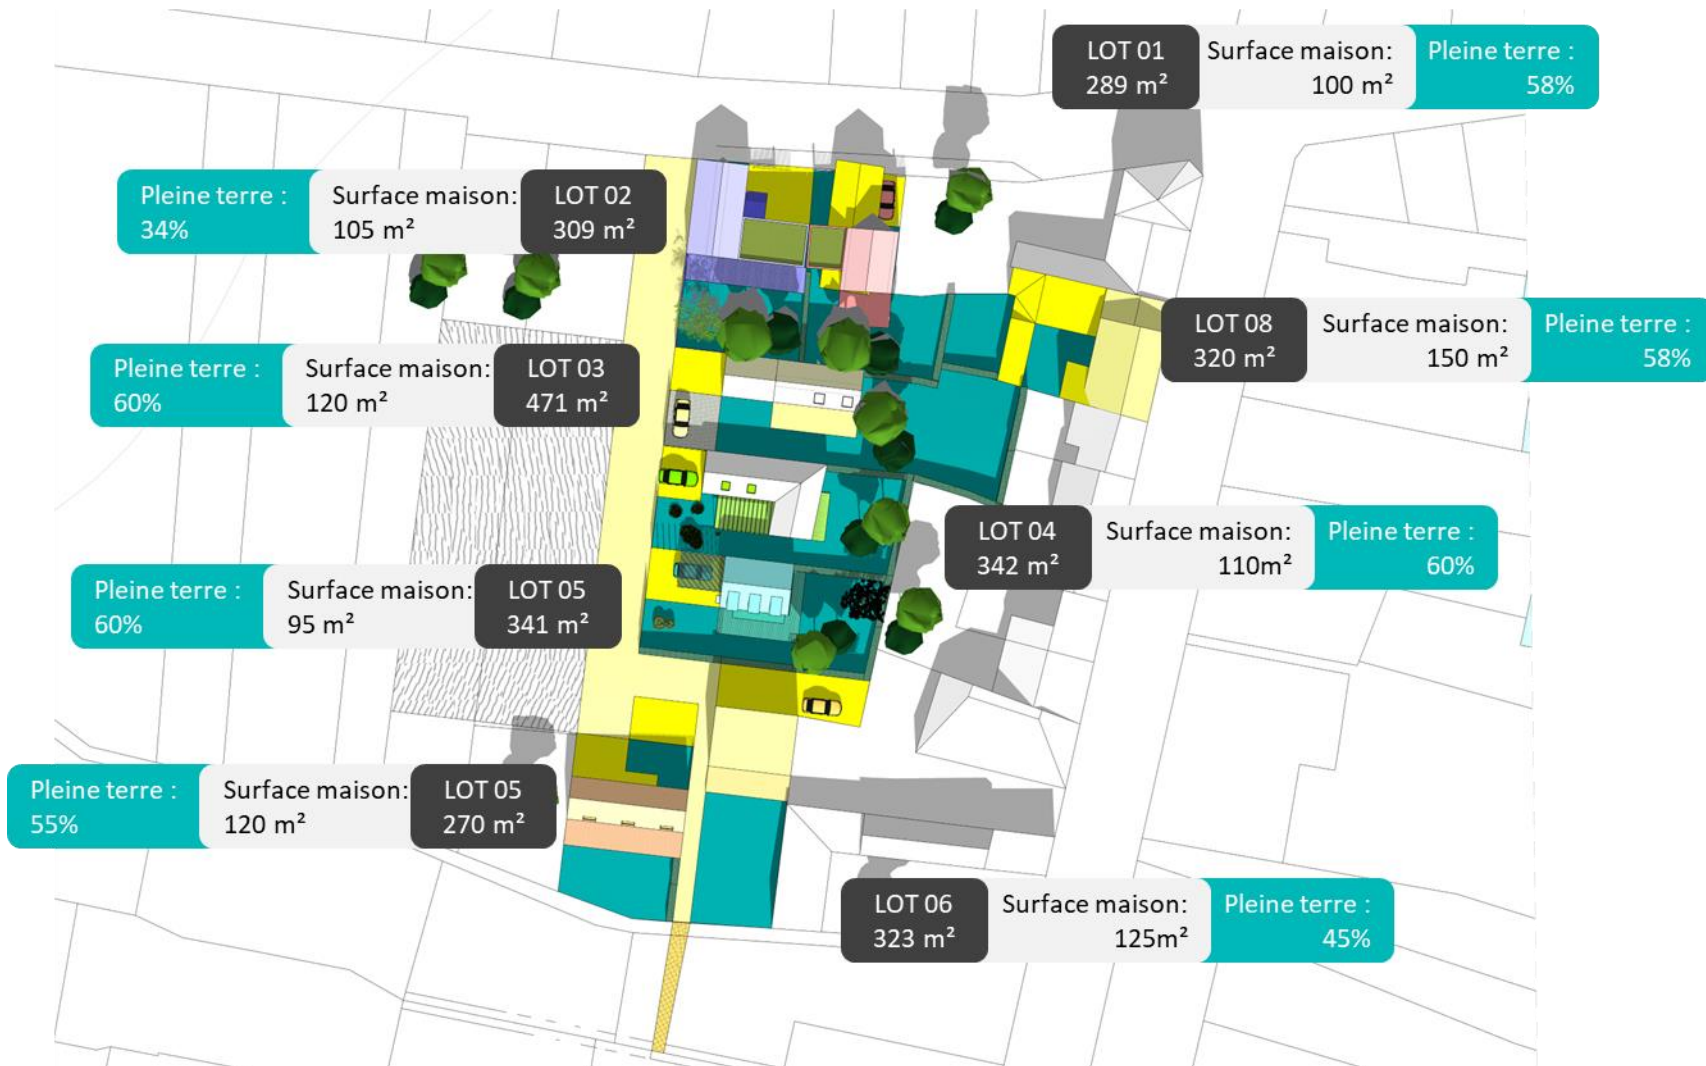 LOT 01
289 m²
Surface maison:
100 m²
Pleine terre :
58%
Pleine terre :
34%
Surface maison:
105 m²
LOT 02
309 m²
LOT 08
320 m²
Surface maison:
150 m²
Pleine terre :
58%
Pleine terre :
60%
Surface maison:
120 m²
LOT 03
471 m²
LOT 04
342 m²
Surface maison:
110m²
Pleine terre :
60%
Pleine terre :
60%
Surface maison:
95 m²
LOT 05
341 m²
Pleine terre :
55%
Surface maison:
120 m²
LOT 05
270 m²
LOT 06
323 m²
Surface maison:
125m²
Pleine terre :
45%